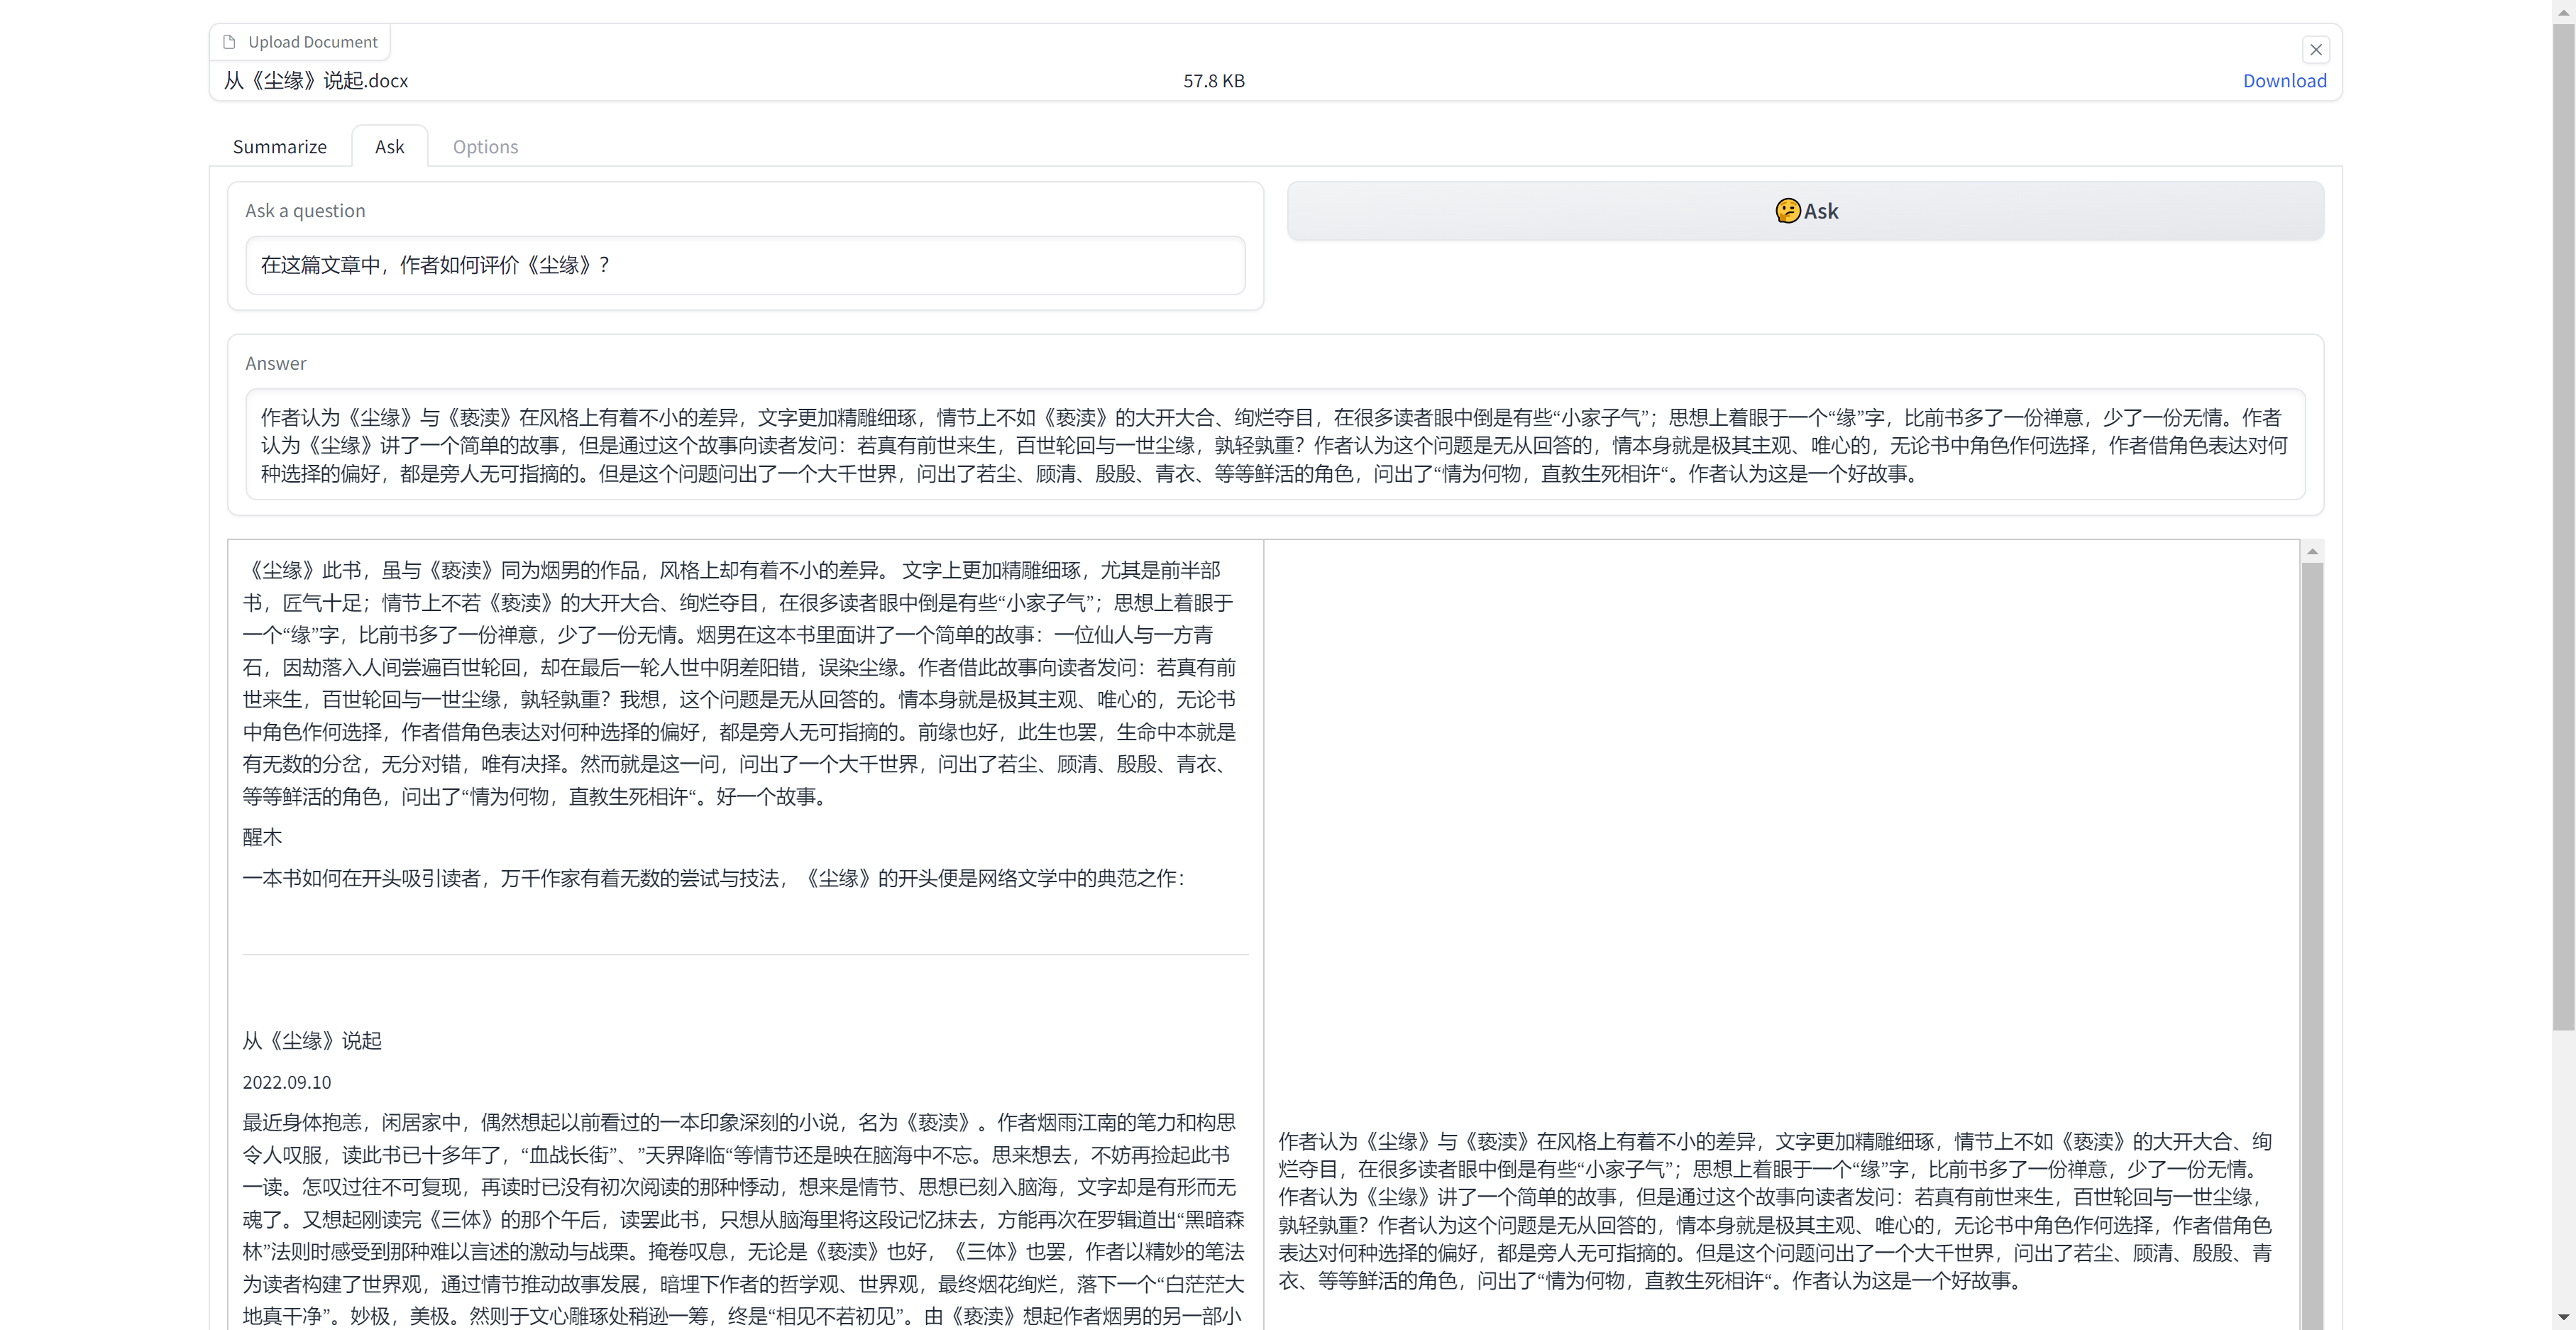 Upload Document
从《尘缘》说起.docx 57.8 KB Download
Summarize Ask Options
Ask a question
🤔Ask
在这篇文章中，作者如何评价《尘缘》？
Answer
作者认为《尘缘》与《亵渎》在风格上有着不小的差异，文字更加精雕细琢，情节上不如《亵渎》的大开大合、绚烂夺目，在很多读者眼中倒是有些“小家子气”；思想上着眼于一个“缘”字，比前书多了一份禅意，少了一份无情。作者
认为《尘缘》讲了一个简单的故事，但是通过这个故事向读者发问：若真有前世来生，百世轮回与一世尘缘，孰轻孰重？作者认为这个问题是无从回答的，情本身就是极其主观、唯心的，无论书中角色作何选择，作者借角色表达对何
种选择的偏好，都是旁人无可指摘的。但是这个问题问出了一个大千世界，问出了若尘、顾清、殷殷、青衣、等等鲜活的角色，问出了“情为何物，直教生死相许“。作者认为这是一个好故事。
《尘缘》此书，虽与《亵渎》同为烟男的作品，风格上却有着不小的差异。 文字上更加精雕细琢，尤其是前半部
书，匠气十足；情节上不若《亵渎》的大开大合、绚烂夺目，在很多读者眼中倒是有些“小家子气”；思想上着眼于
一个“缘”字，比前书多了一份禅意，少了一份无情。烟男在这本书里面讲了一个简单的故事：一位仙人与一方青
石，因劫落入人间尝遍百世轮回，却在最后一轮人世中阴差阳错，误染尘缘。作者借此故事向读者发问：若真有前
世来生，百世轮回与一世尘缘，孰轻孰重？我想，这个问题是无从回答的。情本身就是极其主观、唯心的，无论书
中角色作何选择，作者借角色表达对何种选择的偏好，都是旁人无可指摘的。前缘也好，此生也罢，生命中本就是
有无数的分岔，无分对错，唯有决择。然而就是这一问，问出了一个大千世界，问出了若尘、顾清、殷殷、青衣、
等等鲜活的角色，问出了“情为何物，直教生死相许“。好一个故事。
醒木
一本书如何在开头吸引读者，万千作家有着无数的尝试与技法，《尘缘》的开头便是网络文学中的典范之作：
从《尘缘》说起
2022.09.10
最近身体抱恙，闲居家中，偶然想起以前看过的一本印象深刻的小说，名为《亵渎》。作者烟雨江南的笔力和构思
令人叹服，读此书已十多年了，“血战长街”、”天界降临“等情节还是映在脑海中不忘。思来想去，不妨再捡起此书
一读。怎叹过往不可复现，再读时已没有初次阅读的那种悸动，想来是情节、思想已刻入脑海，文字却是有形而无
魂了。又想起刚读完《三体》的那个午后，读罢此书，只想从脑海里将这段记忆抹去，方能再次在罗辑道出“黑暗森
林”法则时感受到那种难以言述的激动与战栗。掩卷叹息，无论是《亵渎》也好，《三体》也罢，作者以精妙的笔法
为读者构建了世界观，通过情节推动故事发展，暗埋下作者的哲学观、世界观，最终烟花绚烂，落下一个“白茫茫大
地真干净”。妙极，美极。然则于文心雕琢处稍逊一筹，终是“相见不若初见”。由《亵渎》想起作者烟男的另一部小
作者认为《尘缘》与《亵渎》在风格上有着不小的差异，文字更加精雕细琢，情节上不如《亵渎》的大开大合、绚
烂夺目，在很多读者眼中倒是有些“小家子气”；思想上着眼于一个“缘”字，比前书多了一份禅意，少了一份无情。
作者认为《尘缘》讲了一个简单的故事，但是通过这个故事向读者发问：若真有前世来生，百世轮回与一世尘缘，
孰轻孰重？作者认为这个问题是无从回答的，情本身就是极其主观、唯心的，无论书中角色作何选择，作者借角色
表达对何种选择的偏好，都是旁人无可指摘的。但是这个问题问出了一个大千世界，问出了若尘、顾清、殷殷、青
衣、等等鲜活的角色，问出了“情为何物，直教生死相许“。作者认为这是一个好故事。